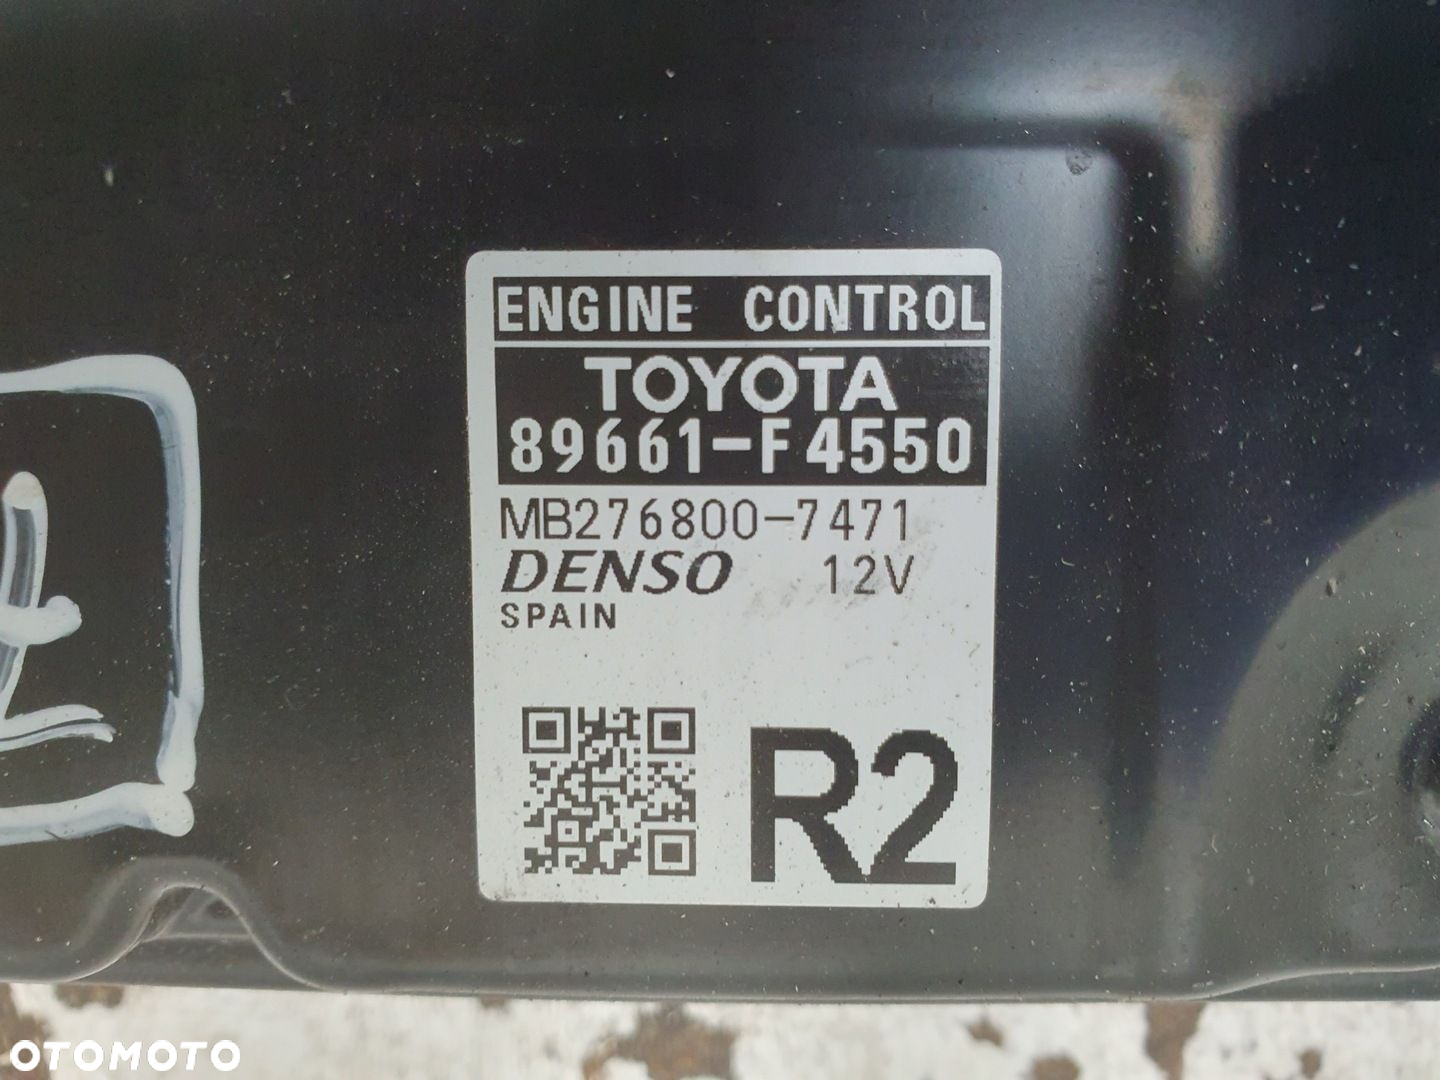 ENGINE CONTROL
TOYOTA
89661-F4550
MB276800-7471
DENSO 12V
SPAIN
R2
OTOMOTO